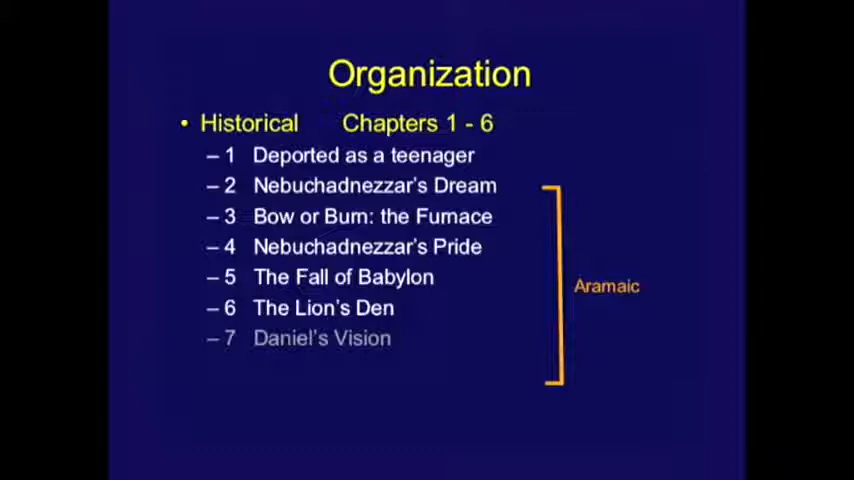 Organization
• Historical Chapters 1 - 6
– 1 Deported as a teenager
– 2 Nebuchadnezzar's Dream
– 3 Bow or Burn: the Furnace
– 4 Nebuchadnezzar's Pride
– 5 The Fall of Babylon
Aramaic
– 6 The Lion's Den
– 7 Daniel's Vision